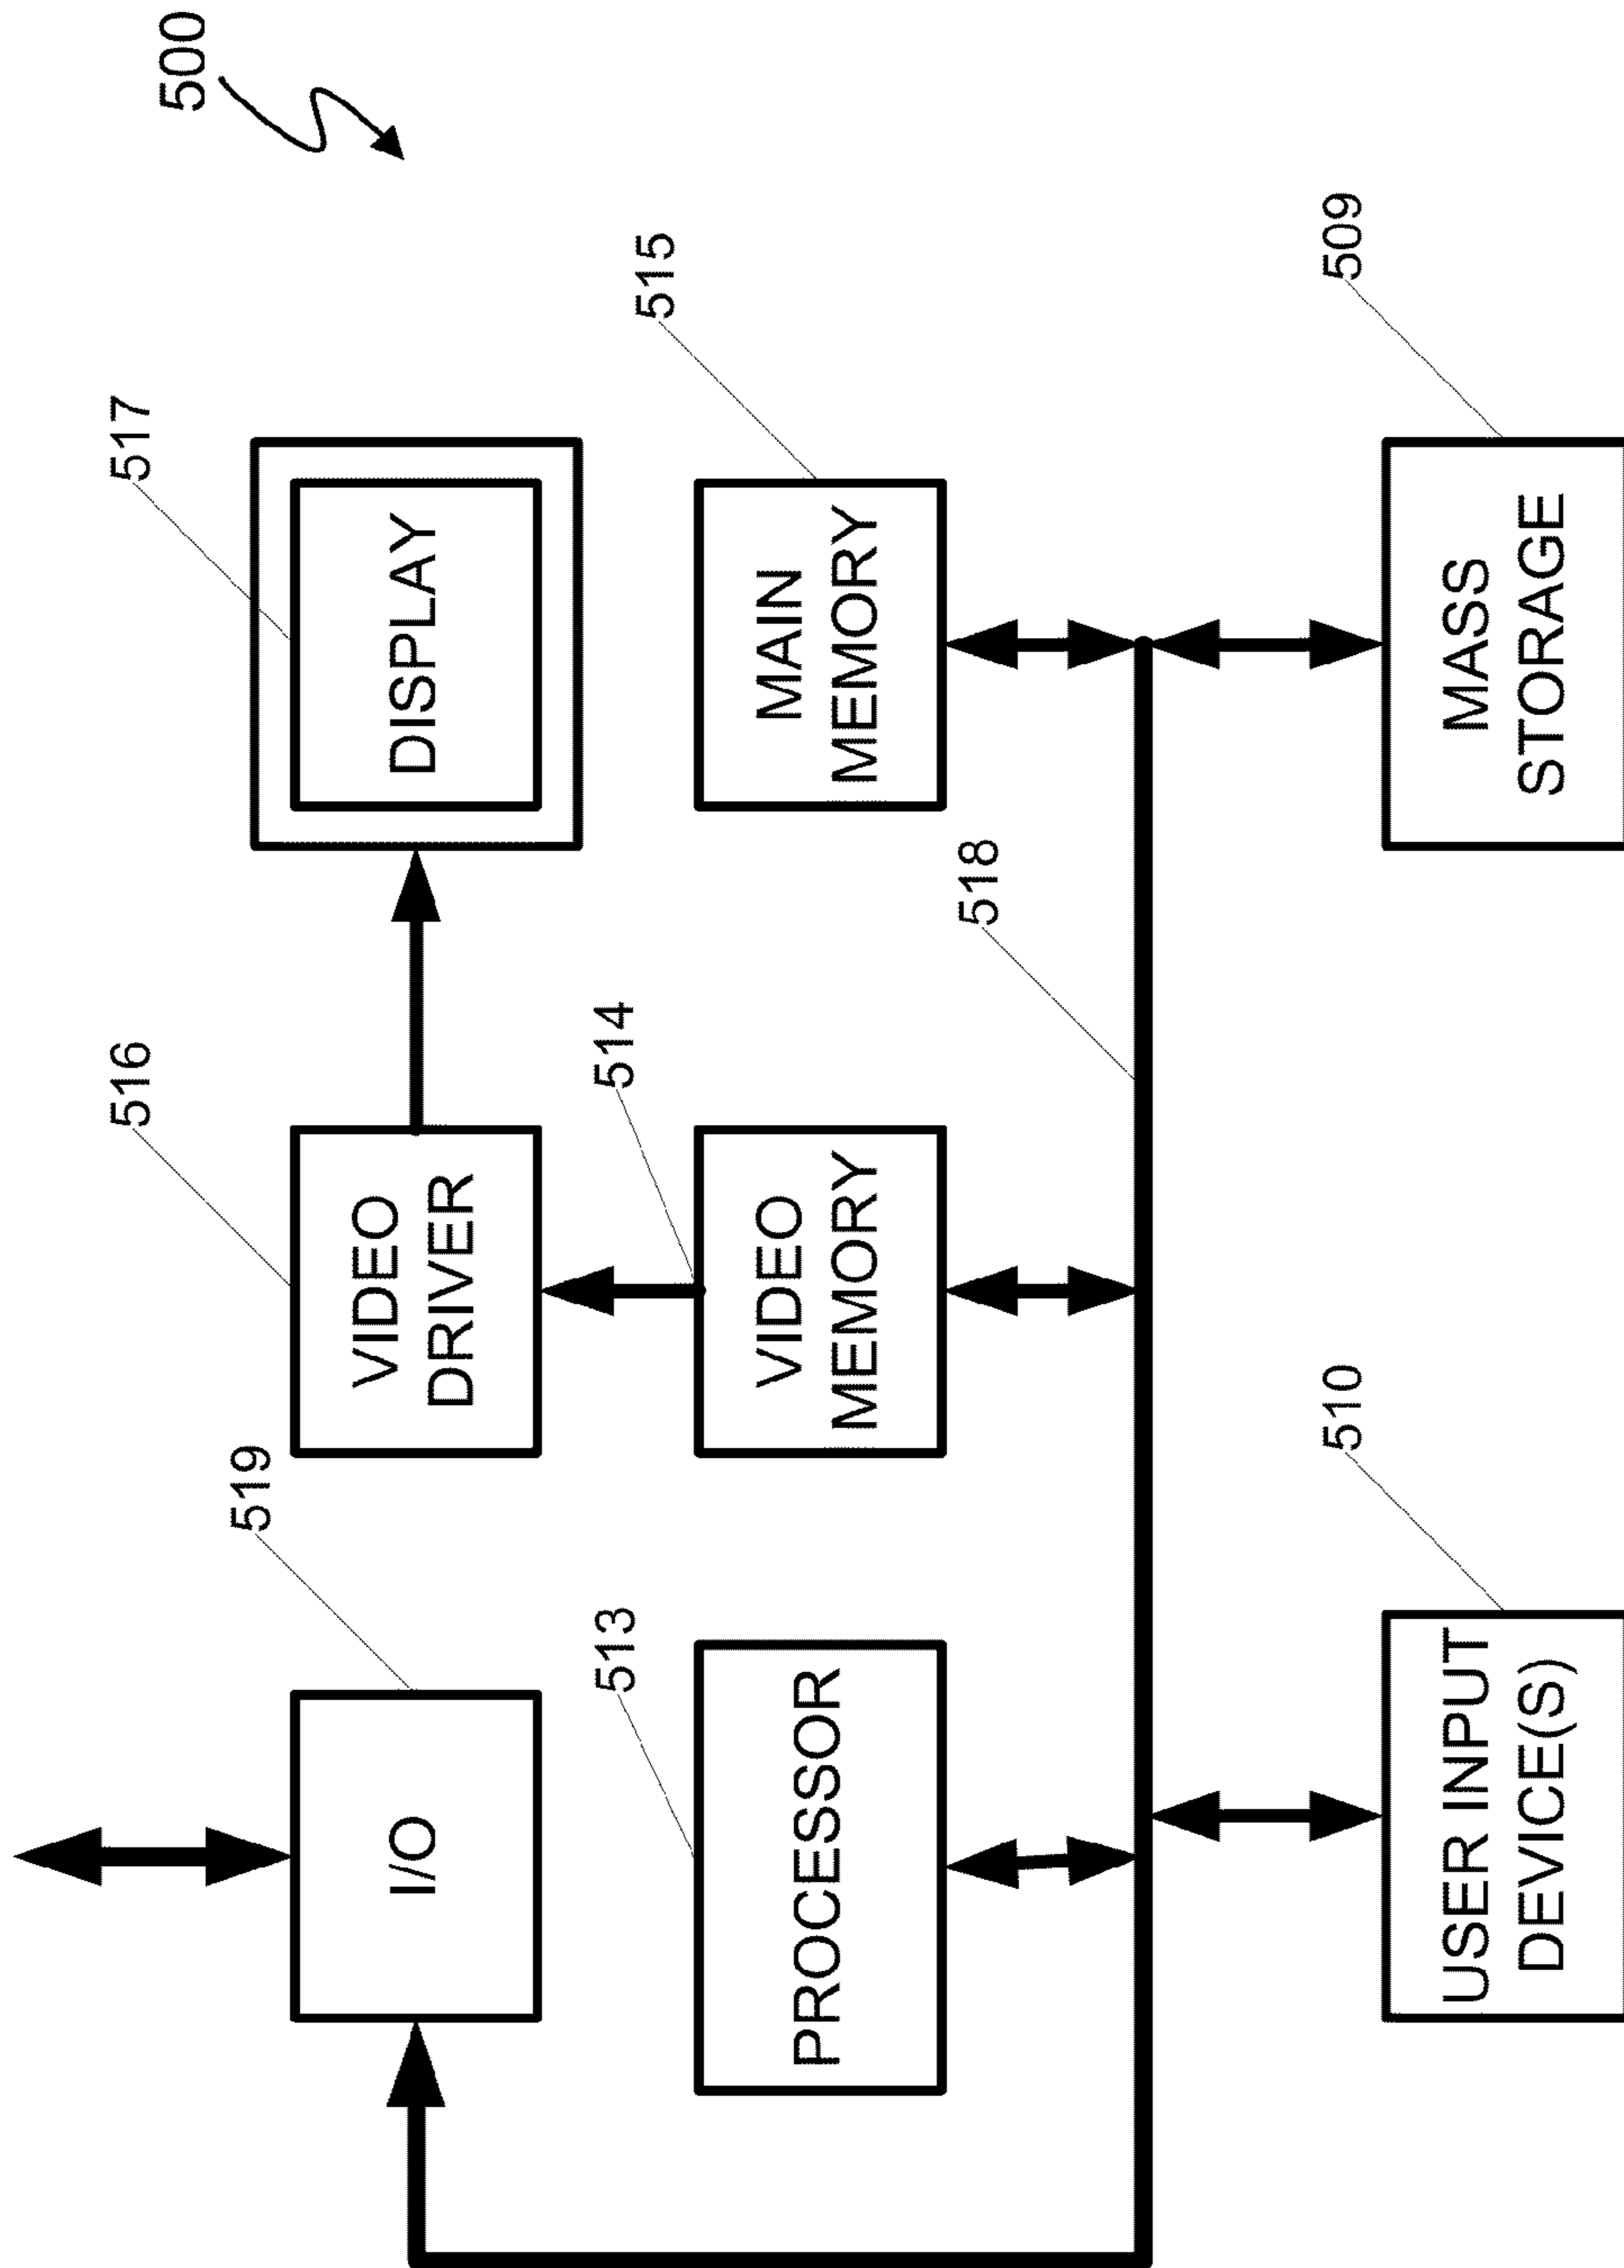 500
519
516
517
I/O
VIDEO
DRIVER
DISPLAY
513
514
515
PROCESSOR
VIDEO
MEMORY
MAIN
MEMORY
518
510
509
USER INPUT
DEVICE(S)
MASS
STORAGE